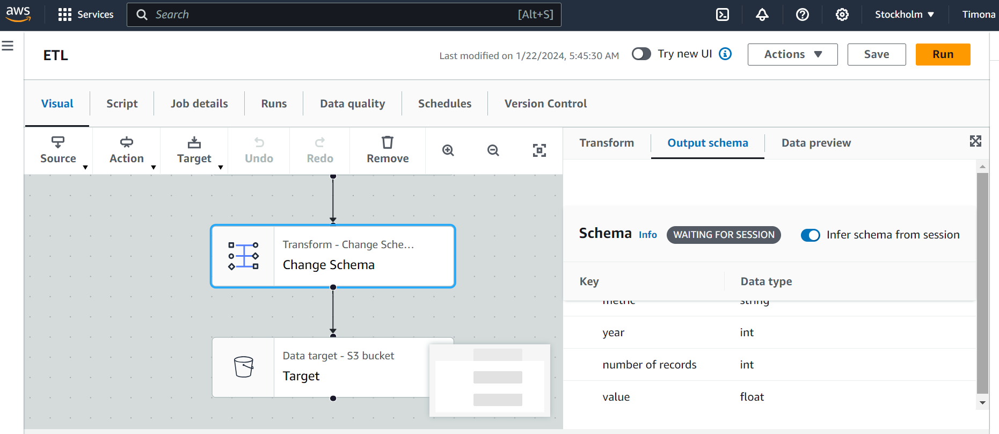 aws Services Search [Alt+S] Stockholm Timona
ETL Last modified on 1/22/2024, 5:45:30 AM Try new UI Actions Save Run
Visual Script Job details Runs Data quality Schedules Version Control
Source Action Target Undo Redo Remove
Transform Output schema Data preview
Transform - Change Sche...
Change Schema
Data target - S3 bucket
Target
Schema Info WAITING FOR SESSION Infer schema from session
Key Data type
metric string
year int
number of records int
value float